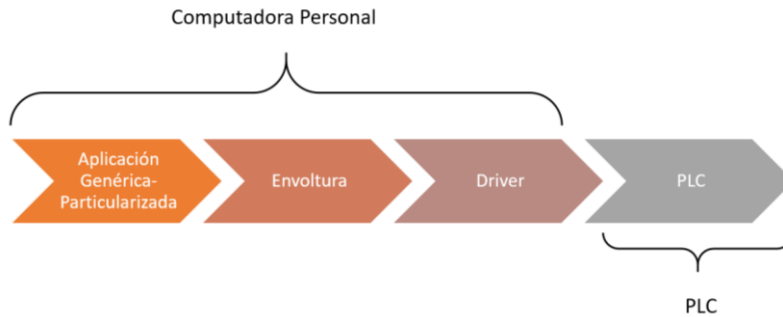 Computadora Personal
Aplicación
Genérica-
Particularizada
Envoltura
Driver
PLC
PLC